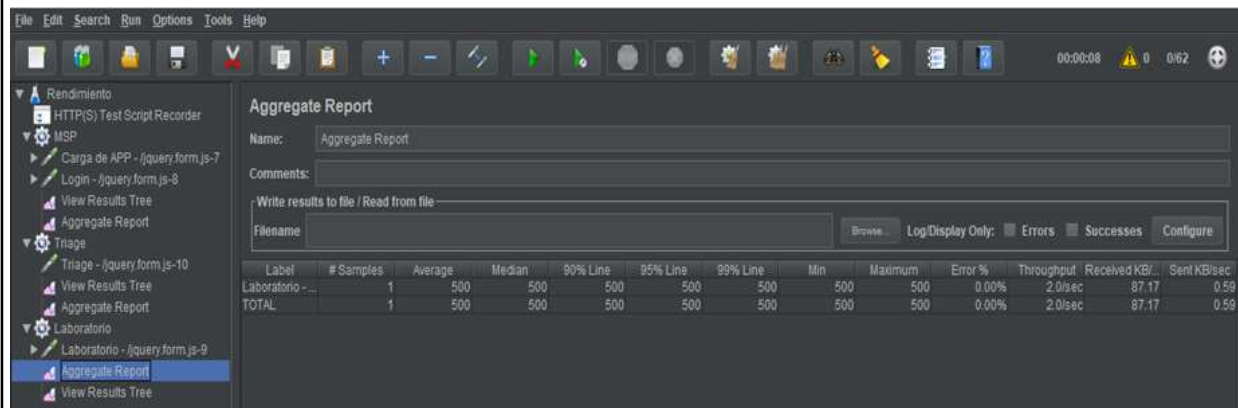 File Edit Search Run Options Tools Help
00:00:08 0 0/62
Rendimiento
HTTP(S) Test Script Recorder
MSP
Carga de APP - /jquery.form.js-7
Login - /jquery.form.js-8
View Results Tree
Aggregate Report
Triage
Triage - /jquery.form.js-10
View Results Tree
Aggregate Report
Laboratorio
Laboratorio - /jquery.form.js-9
Aggregate Report
View Results Tree
Aggregate Report
Name: Aggregate Report
Comments:
Write results to file / Read from file
Filename Browse... Log/Display Only: Errors Successes Configure
Label # Samples Average Median 90% Line 95% Line 99% Line Min Maximum Error % Throughput Received KB/... Sent KB/sec
Laboratorio - ... 1 500 500 500 500 500 500 500 0.00% 2.0/sec 87.17 0.59
TOTAL 1 500 500 500 500 500 500 500 0.00% 2.0/sec 87.17 0.59